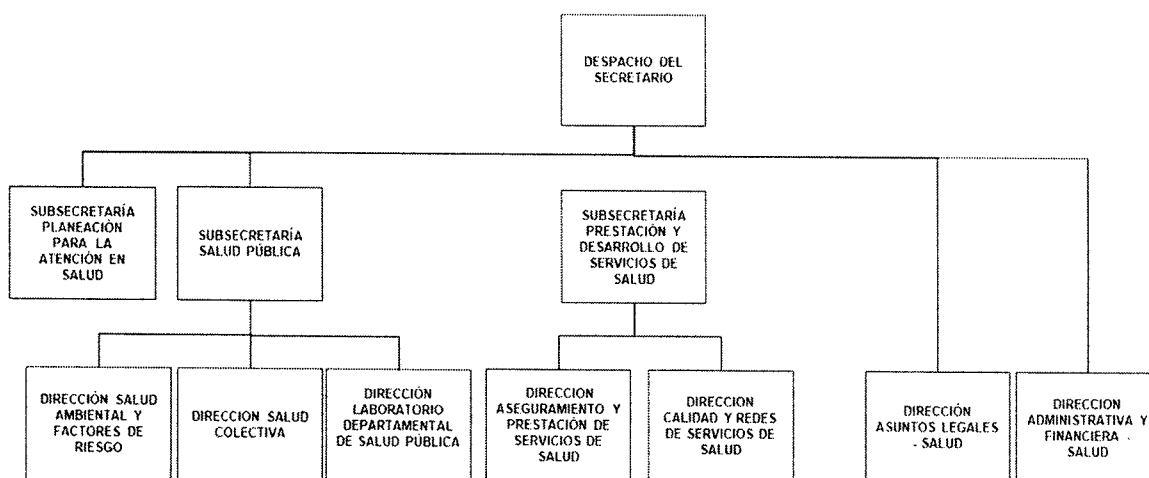 DESPACHO DEL
SECRETARIO
SUBSECRETARÍA
PLANEACIÓN
PARA LA
ATENCIÓN EN
SALUD
SUBSECRETARÍA
SALUD PÚBLICA
SUBSECRETARÍA
PRESTACIÓN Y
DESARROLLO DE
SERVICIOS DE
SALUD
DIRECCIÓN SALUD
AMBIENTAL Y
FACTORES DE
RIESGO
DIRECCION SALUD
COLECTIVA
DIRECCIÓN
LABORATORIO
DEPARTAMENTAL
DE SALUD PÚBLICA
DIRECCION
ASEGURAMIENTO Y
PRESTACIÓN DE
SERVICIOS DE
SALUD
DIRECCION
CALIDAD Y REDES
DE SERVICIOS DE
SALUD
DIRECCIÓN
ASUNTOS LEGALES
- SALUD
DIRECCION
ADMINISTRATIVA Y
FINANCIERA -
SALUD